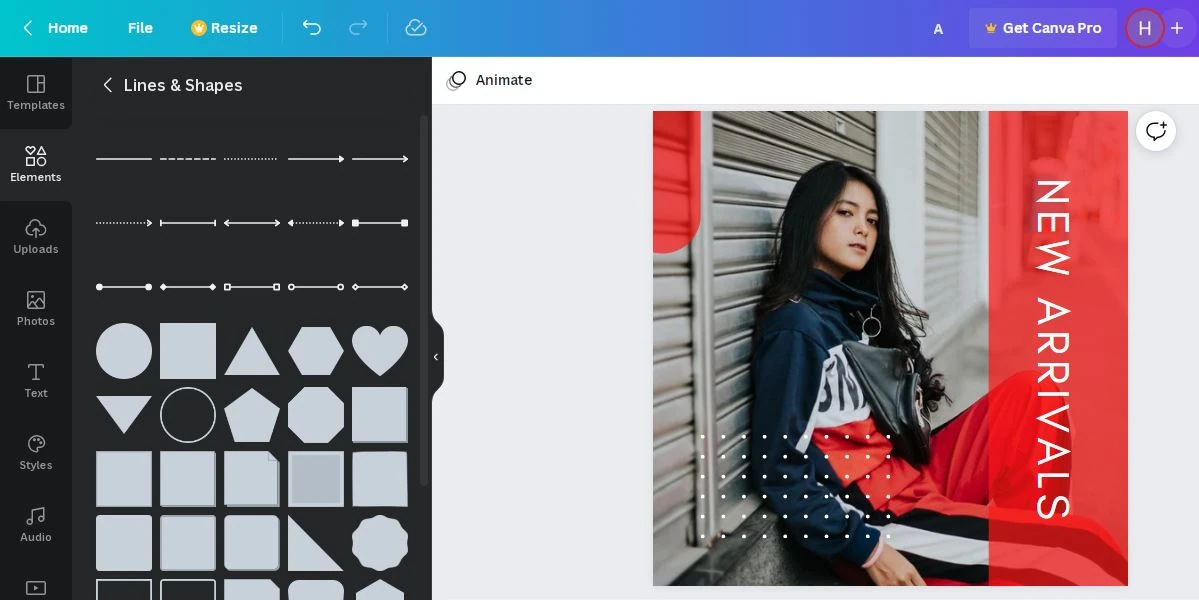 Home
File
Resize
A
Get Canva Pro
H
Templates
Elements
Uploads
Photos
Text
Styles
Audio
Lines & Shapes
Animate
NEW ARRIVALS